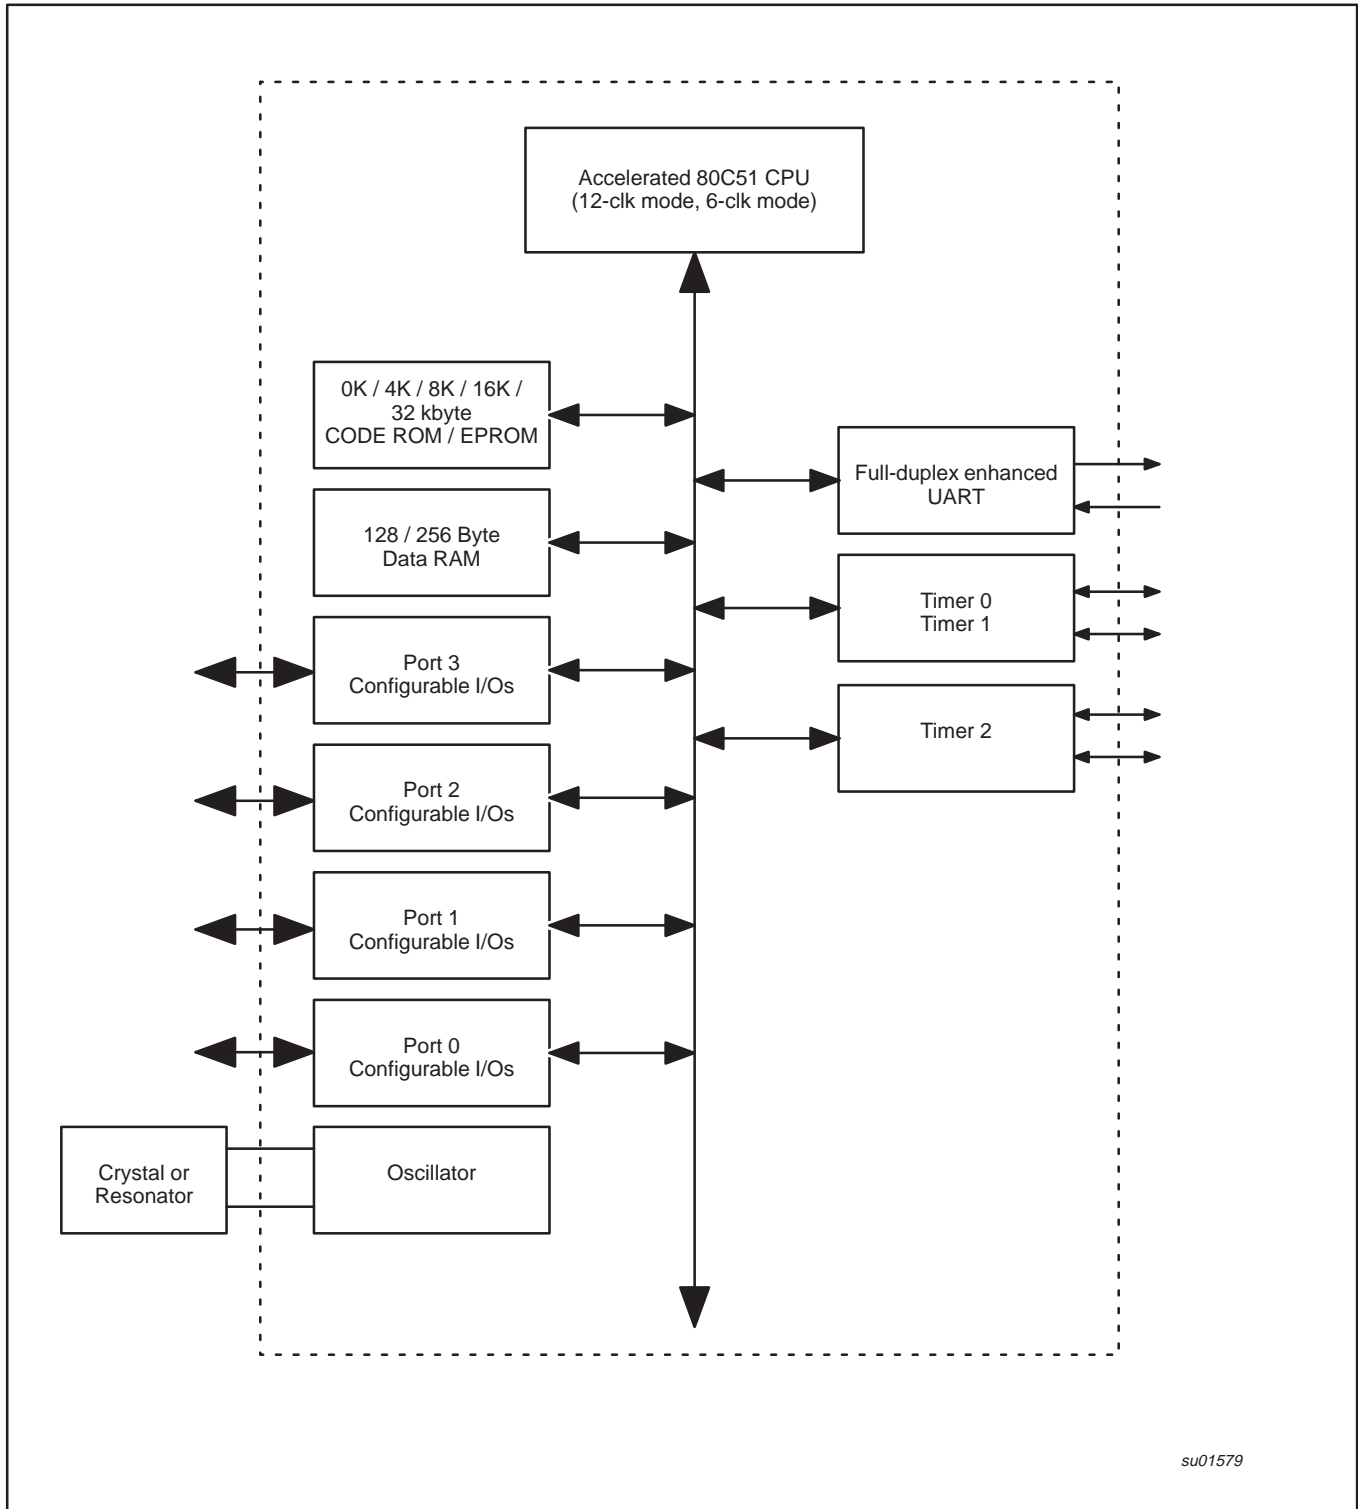 Accelerated 80C51 CPU
(12-clk mode, 6-clk mode)
0K / 4K / 8K / 16K /
32 kbyte
CODE ROM / EPROM
128 / 256 Byte
Data RAM
Port 3
Configurable I/Os
Port 2
Configurable I/Os
Port 1
Configurable I/Os
Port 0
Configurable I/Os
Crystal or
Resonator
Oscillator
Full-duplex enhanced
UART
Timer 0
Timer 1
Timer 2
su01579